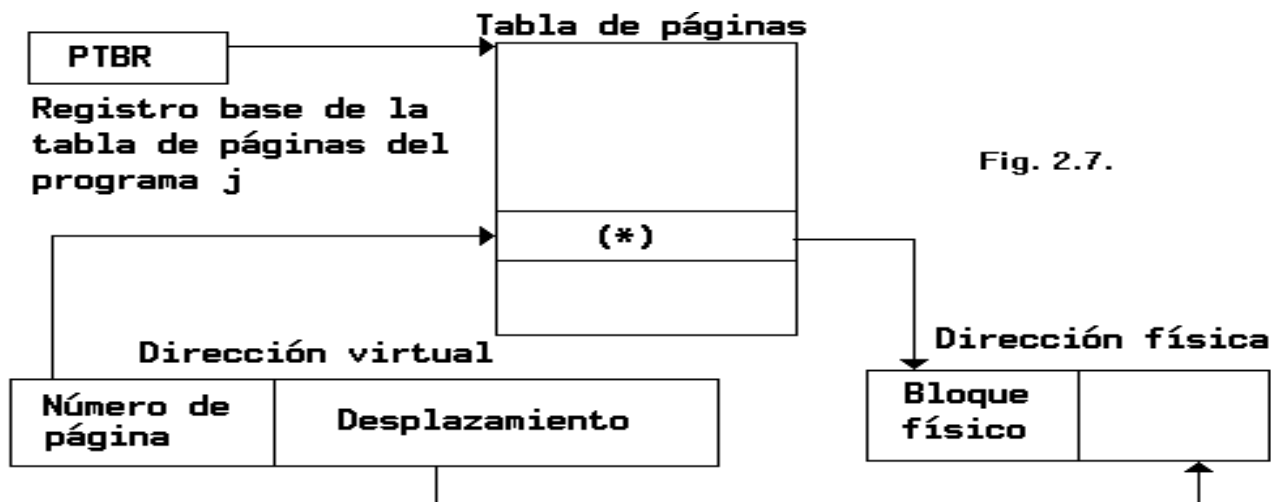 Tabla de páginas
PTBR
Registro base de la
tabla de páginas del
programa j
Fig. 2.7.
(*)
Dirección virtual
Dirección física
Número de
página
Desplazamiento
Bloque
físico